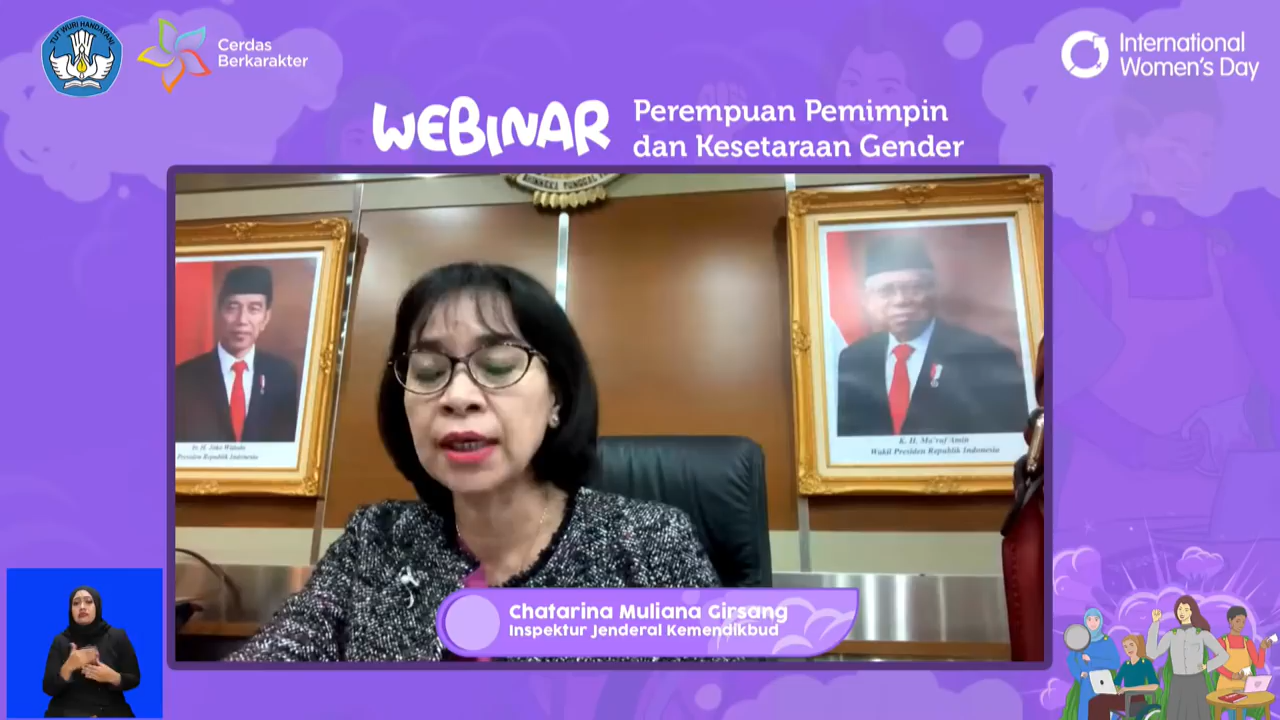 TUT WURI HANDAYANI
Cerdas
Berkarakter
International
Women's Day
WEBINAR
Perempuan Pemimpin
dan Kesetaraan Gender
Ir. H. Joko Widodo
Presiden Republik Indonesia
K. H. Ma'ruf Amin
Wakil Presiden Republik Indonesia
Chatarina Muliana Girsang
Inspektur Jenderal Kemendikbud